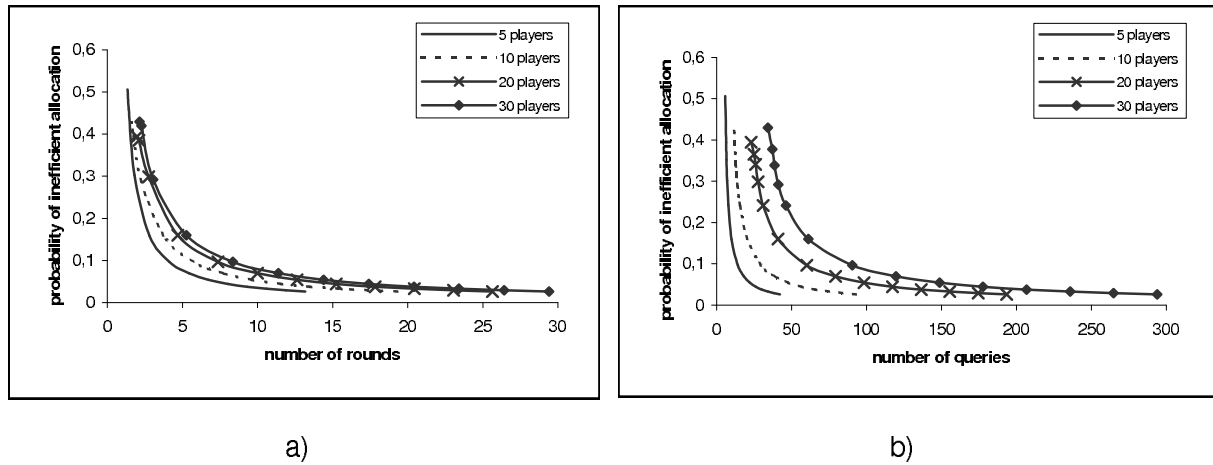 5 players
10 players
20 players
30 players
probability of inefficient allocation
0,6
0,5
0,4
0,3
0,2
0,1
0
0 5 10 15 20 25 30
number of rounds
a)
5 players
10 players
20 players
30 players
probability of inefficient allocation
0,6
0,5
0,4
0,3
0,2
0,1
0
0 50 100 150 200 250 300
number of queries
b)